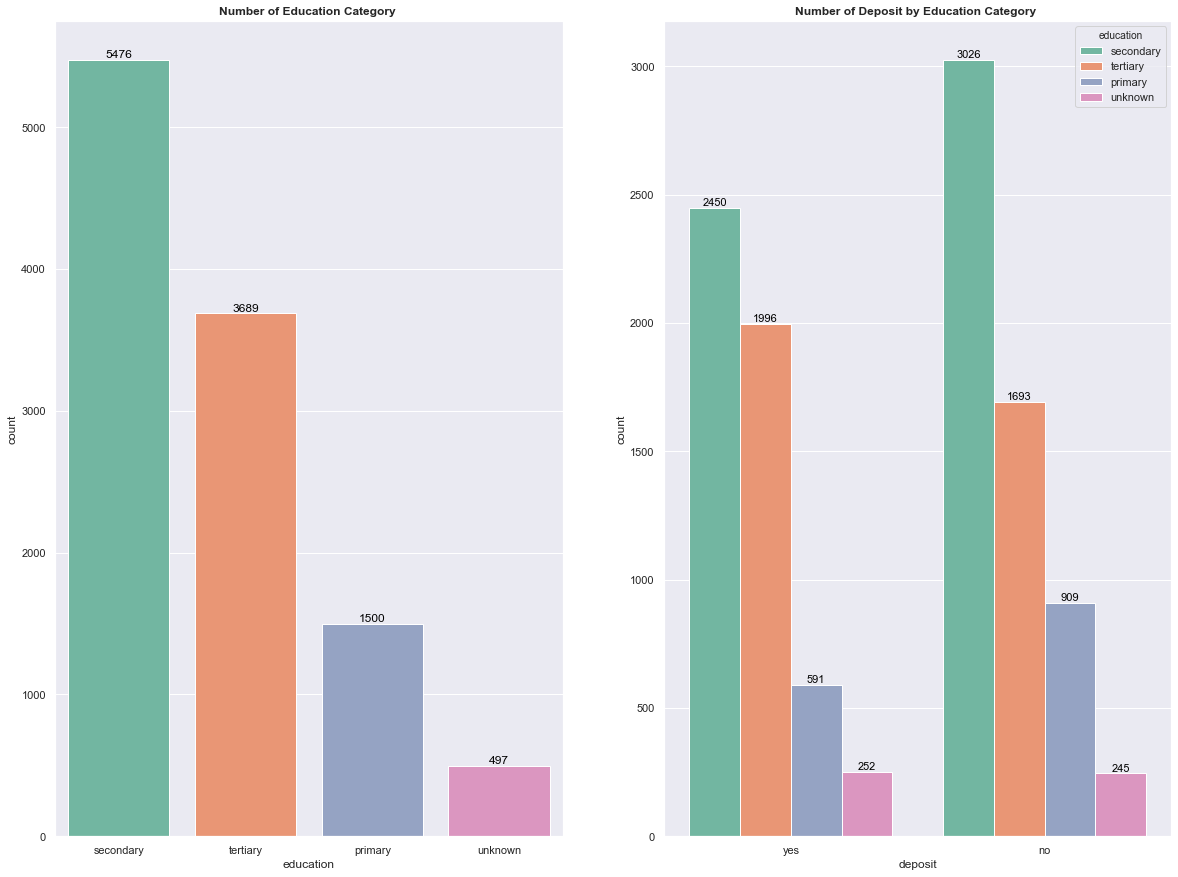 Number of Education Category
5476
5000
4000
3689
3000
2000
1500
1000
497
0
count
secondary
tertiary
primary
unknown
education
Number of Deposit by Education Category
education
secondary
tertiary
primary
unknown
3026
3000
2500
2450
2000
1996
1693
1500
1000
909
591
500
252
245
0
count
yes
no
deposit